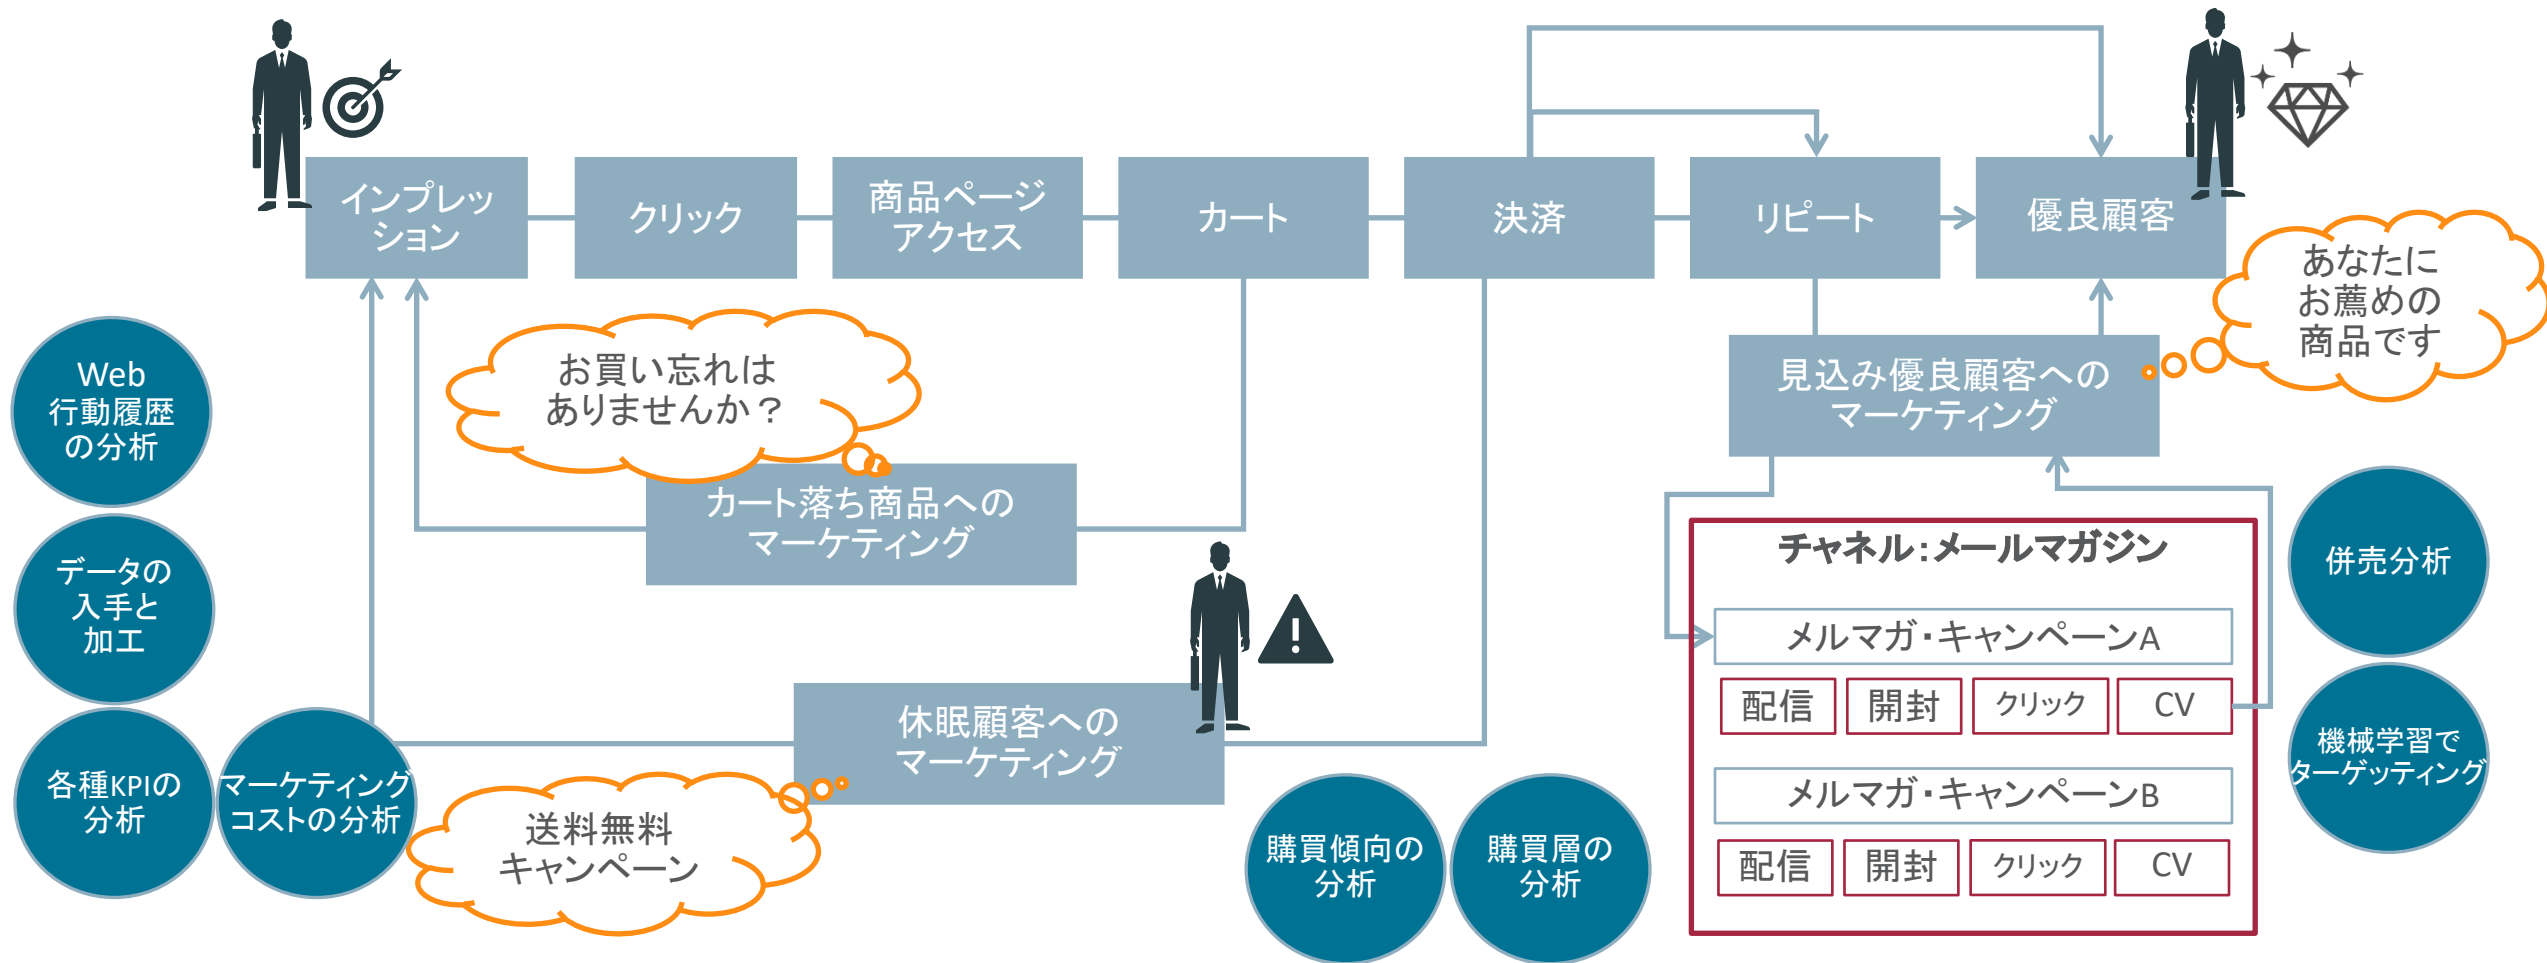 インプレッ
ション
クリック
商品ページ
アクセス
カート
決済
リピート
優良顧客
あなたに
お薦めの
商品です
お買い忘れは
ありませんか？
見込み優良顧客への
マーケティング
Web
行動履歴
の分析
カート落ち商品への
マーケティング
チャネル：メールマガジン
併売分析
データの
入手と
加工
メルマガ・キャンペーンA
配信
開封
クリック
CV
休眠顧客への
マーケティング
機械学習で
ターゲッティング
各種KPIの
分析
マーケティング
コストの分析
メルマガ・キャンペーンB
送料無料
キャンペーン
購買傾向の
分析
購買層の
分析
配信
開封
クリック
CV